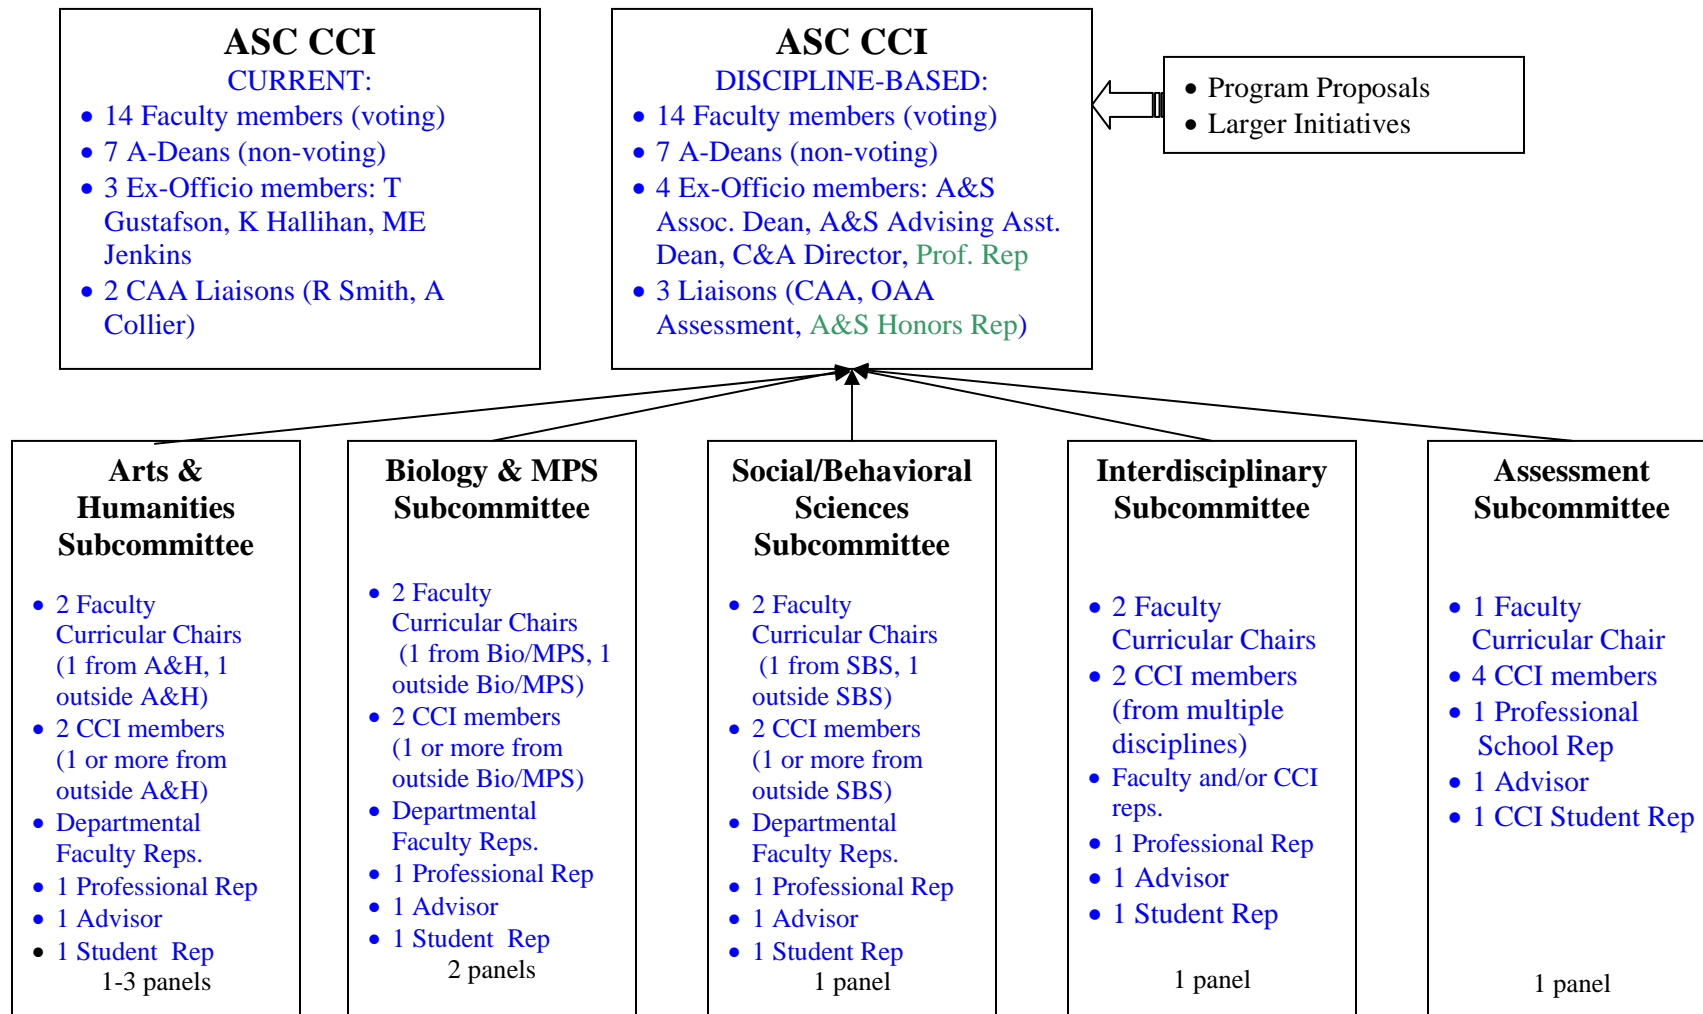 ASC CCI
CURRENT:
• 14 Faculty members (voting)
• 7 A-Deans (non-voting)
• 3 Ex-Officio members: T
Gustafson, K Hallihan, ME
Jenkins
• 2 CAA Liaisons (R Smith, A
Collier)
ASC CCI
DISCIPLINE-BASED:
• 14 Faculty members (voting)
• 7 A-Deans (non-voting)
• 4 Ex-Officio members: A&S
Assoc. Dean, A&S Advising Asst.
Dean, C&A Director, Prof. Rep
• 3 Liaisons (CAA, OAA
Assessment, A&S Honors Rep)
• Program Proposals
• Larger Initiatives
Arts &
Humanities
Subcommittee
• 2 Faculty
Curricular Chairs
(1 from A&H, 1
outside A&H)
• 2 CCI members
(1 or more from
outside A&H)
• Departmental
Faculty Reps.
• 1 Professional Rep
• 1 Advisor
• 1 Student Rep
1-3 panels
Biology & MPS
Subcommittee
• 2 Faculty
Curricular Chairs
(1 from Bio/MPS, 1
outside Bio/MPS)
• 2 CCI members
(1 or more from
outside Bio/MPS)
• Departmental
Faculty Reps.
• 1 Professional Rep
• 1 Advisor
• 1 Student Rep
2 panels
Social/Behavioral
Sciences
Subcommittee
• 2 Faculty
Curricular Chairs
(1 from SBS, 1
outside SBS)
• 2 CCI members
(1 or more from
outside SBS)
• Departmental
Faculty Reps.
• 1 Professional Rep
• 1 Advisor
• 1 Student Rep
1 panel
Interdisciplinary
Subcommittee
• 2 Faculty
Curricular Chairs
• 2 CCI members
(from multiple
disciplines)
• Faculty and/or CCI
reps.
• 1 Professional Rep
• 1 Advisor
• 1 Student Rep
1 panel
Assessment
Subcommittee
• 1 Faculty
Curricular Chair
• 4 CCI members
• 1 Professional
School Rep
• 1 Advisor
• 1 CCI Student Rep
1 panel